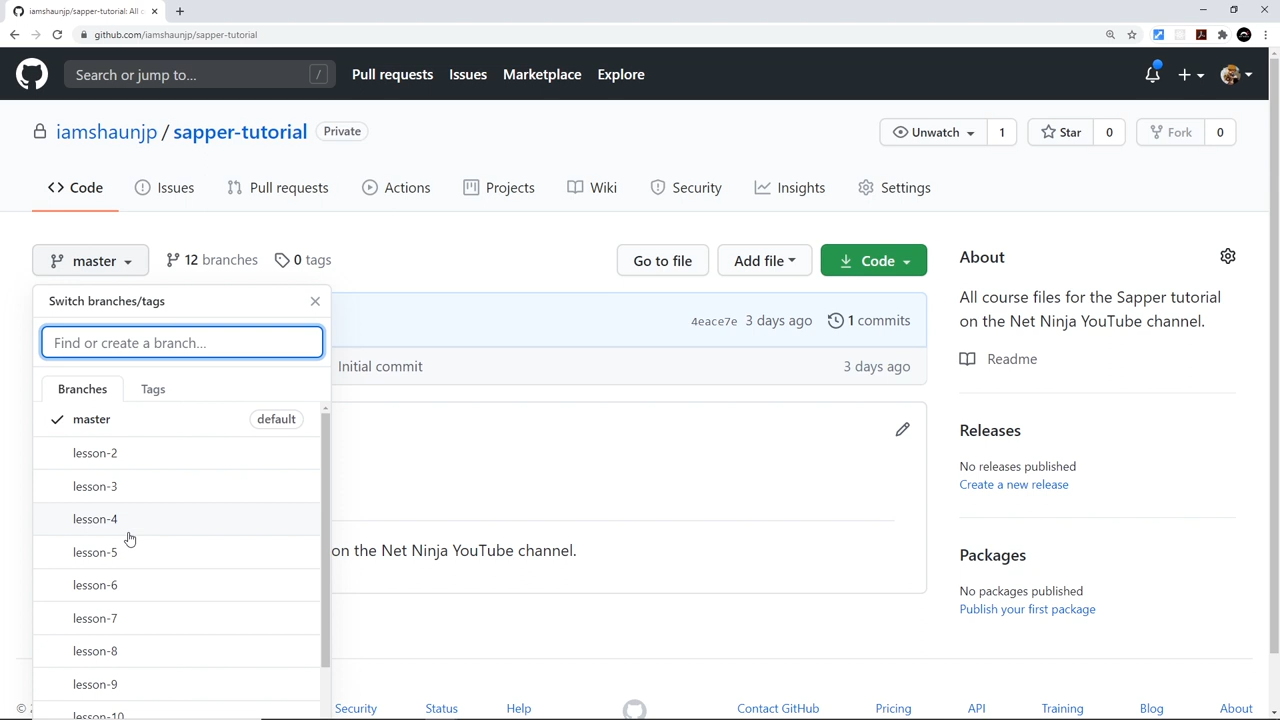 iamshaunjp/sapper-tutorial: All c
github.com/iamshaunjp/sapper-tutorial
Search or jump to... /
Pull requests Issues Marketplace Explore
iamshaunjp / sapper-tutorial Private
Unwatch 1 Star 0 Fork 0
Code Issues Pull requests Actions Projects Wiki Security Insights Settings
master 12 branches 0 tags Go to file Add file Code
About
Switch branches/tags
All course files for the Sapper tutorial
on the Net Ninja YouTube channel.
4eace7e 3 days ago 1 commits
Find or create a branch...
Readme
Initial commit 3 days ago
Branches Tags
master default
Releases
lesson-2
No releases published
Create a new release
lesson-3
lesson-4
lesson-5
on the Net Ninja YouTube channel.
Packages
lesson-6
No packages published
Publish your first package
lesson-7
lesson-8
lesson-9
lesson-10
© Security Status Help Contact GitHub Pricing API Training Blog About